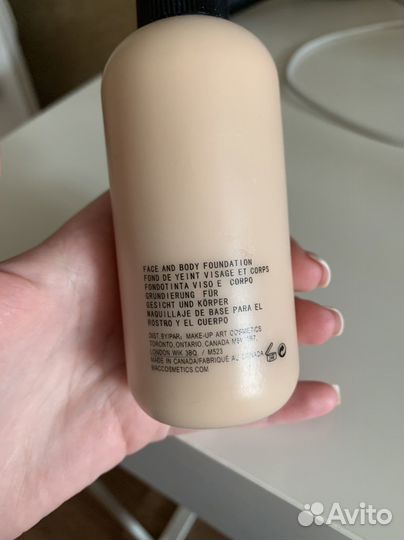 FACE AND BODY FOUNDATION
FOND DE YEINT VISAGE ET CORPS
FONDOTINTA VISO E CORPO
GRUNDIERUNG FÜR
GESICHT UND KÖRPER
MAQUILLAJE DE BASE PARA EL
ROSTRO Y EL CUERPO
DIST. BY/PAR: MAKE-UP ART COSMETICS
TORONTO, ONTARIO, CANADA
LONDON WIK 3BQ. / M523
MADE IN CANADA/FABRIQUÉ AU CANADA
MACCOSMETICS.COM
Avito